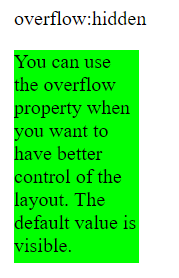 overflow:hidden
You can use
the overflow
property when
you want to
have better
control of the
layout. The
default value is
visible.